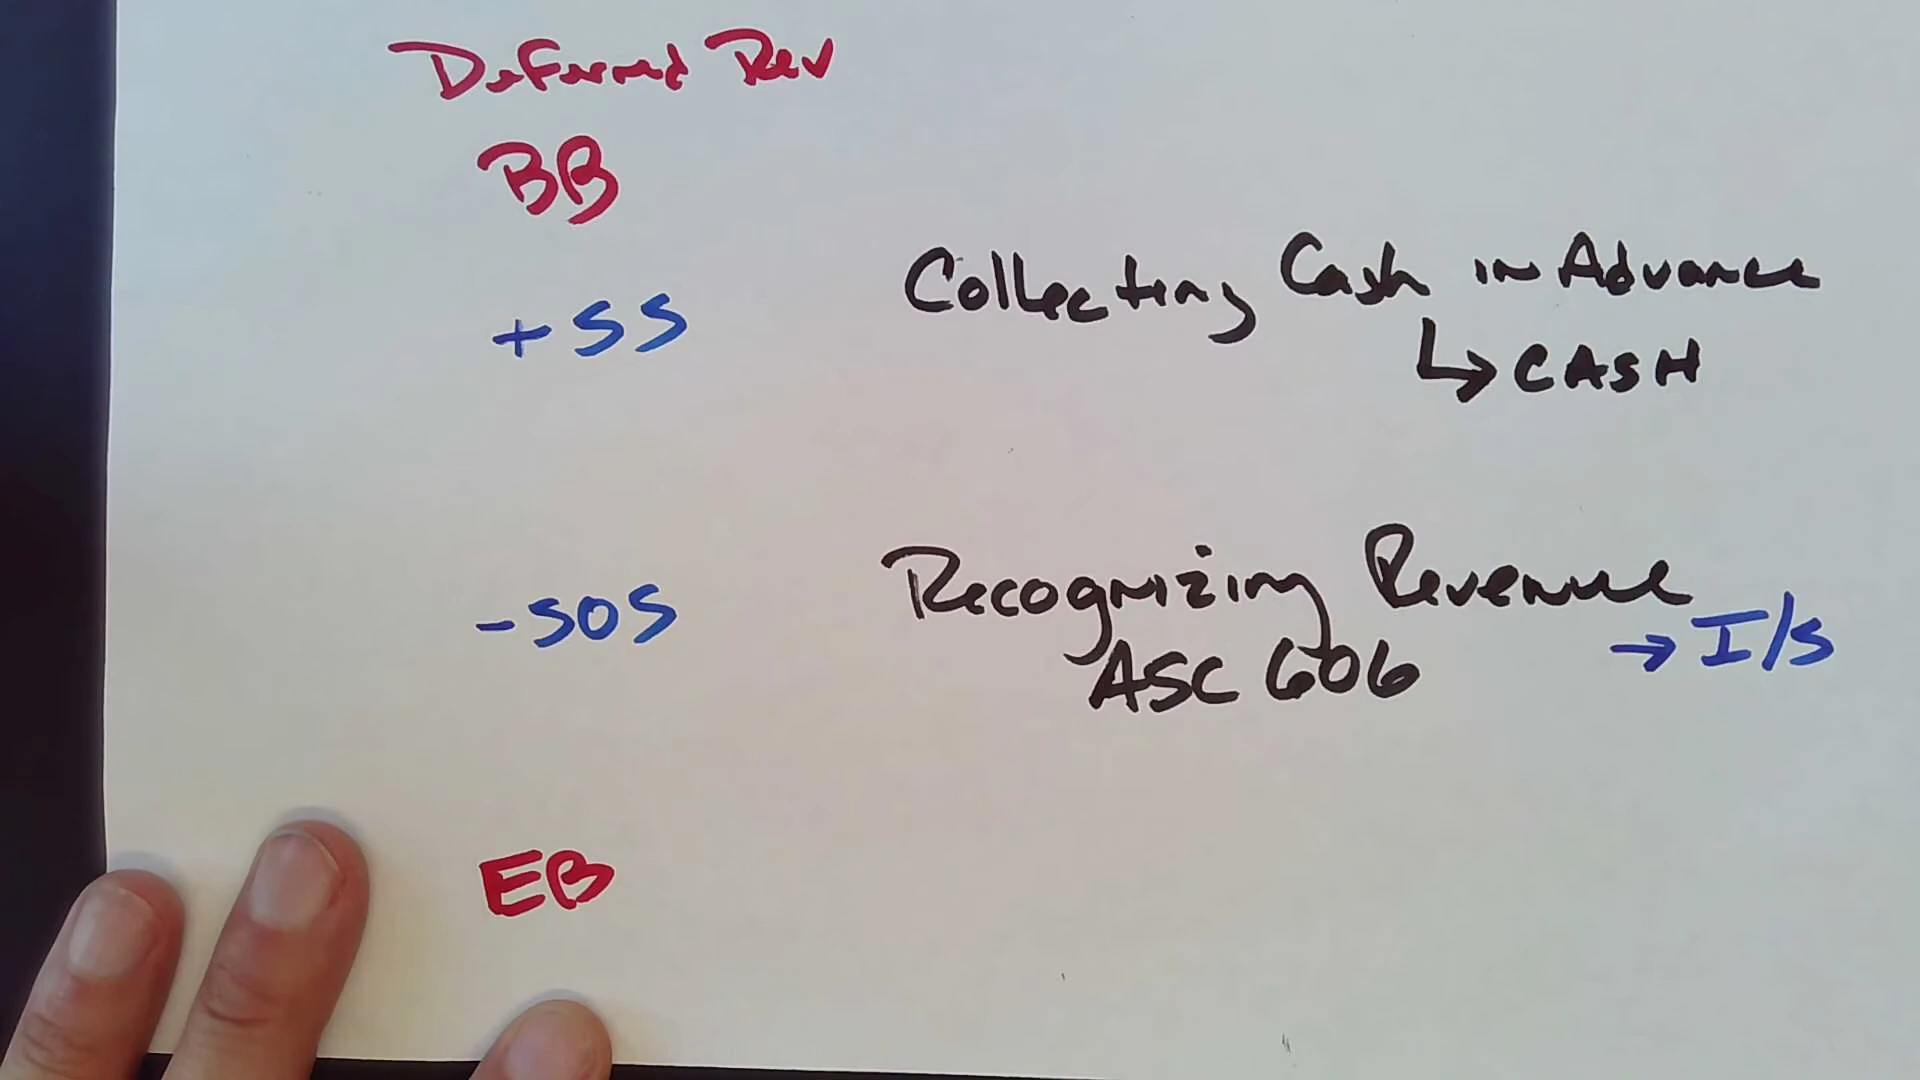 Deferred Rev
BB
+ SS
Collecting Cash in Advance
↳ CASH
- SOS
Recognizing Revenue
→ I/S
ASC 606
EB